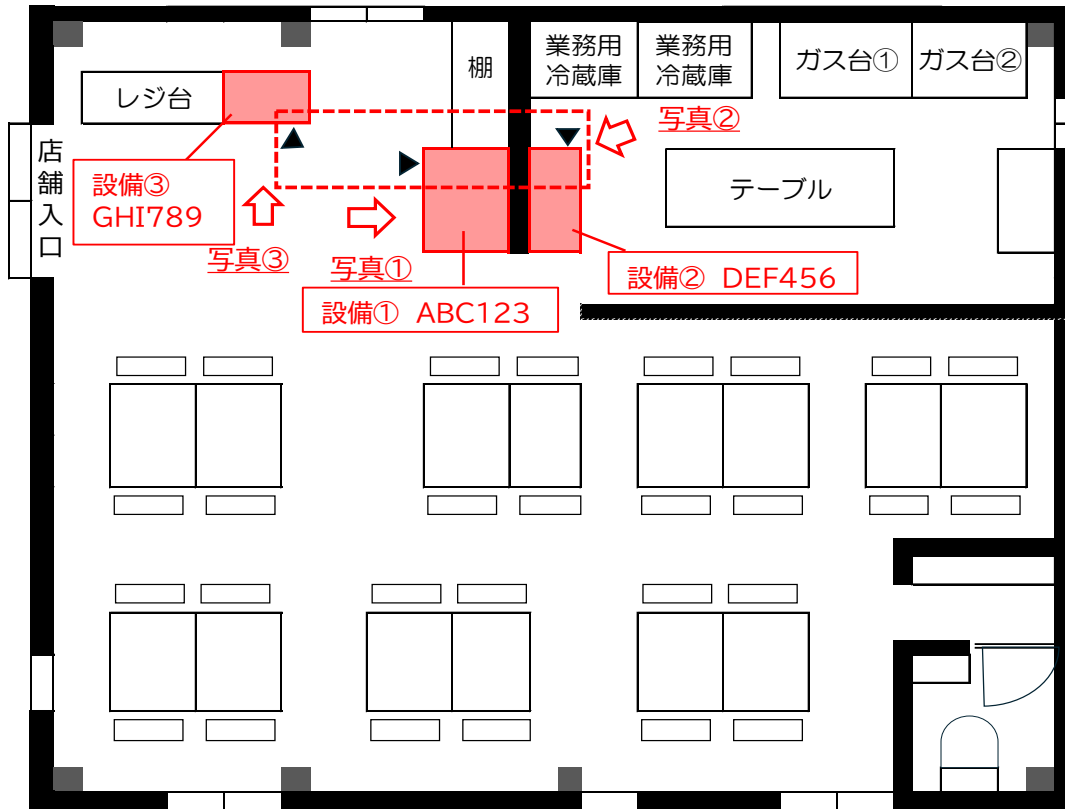 業務用
冷蔵庫
業務用
冷蔵庫
ガス台①
ガス台②
棚
レジ台
写真②
店舗入口
設備③
GHI789
テーブル
写真③
写真①
設備② DEF456
設備① ABC123